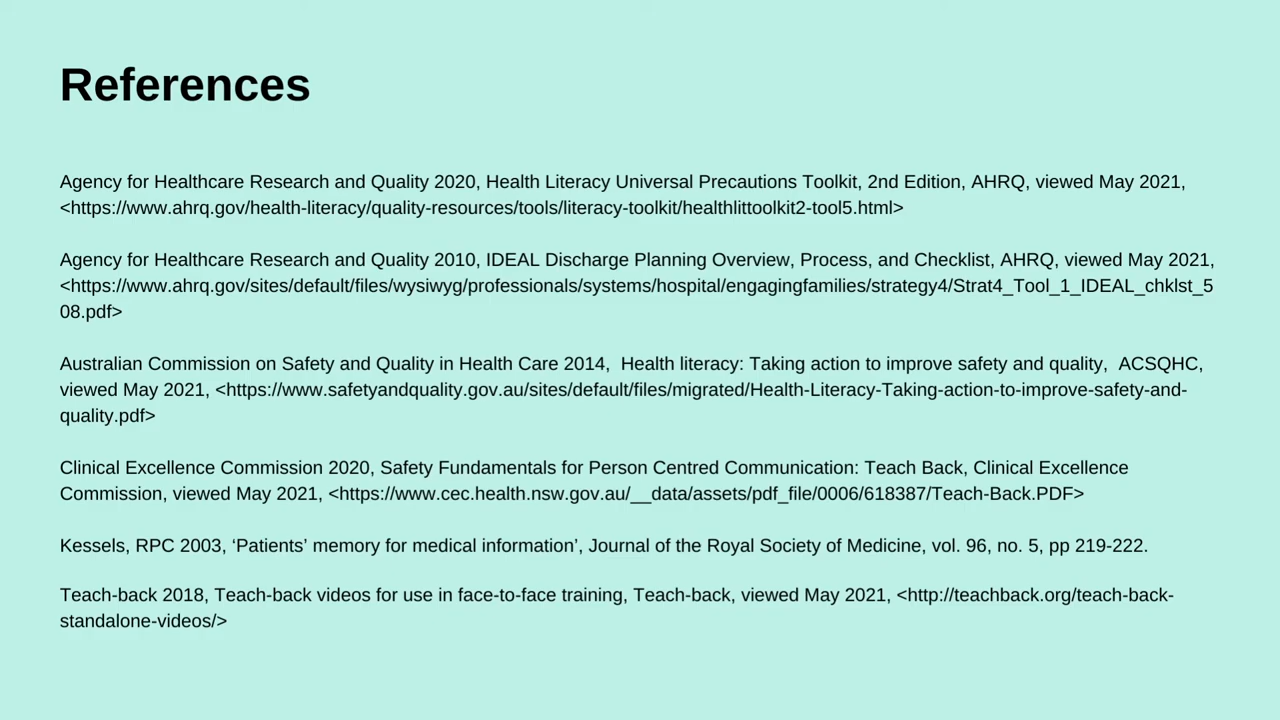 References
Agency for Healthcare Research and Quality 2020, Health Literacy Universal Precautions Toolkit, 2nd Edition, AHRQ, viewed May 2021,
<https://www.ahrq.gov/health-literacy/quality-resources/tools/literacy-toolkit/healthlittoolkit2-tool5.html>
Agency for Healthcare Research and Quality 2010, IDEAL Discharge Planning Overview, Process, and Checklist, AHRQ, viewed May 2021,
<https://www.ahrq.gov/sites/default/files/wysiwyg/professionals/systems/hospital/engagingfamilies/strategy4/Strat4_Tool_1_IDEAL_chklst_5
08.pdf>
Australian Commission on Safety and Quality in Health Care 2014,  Health literacy: Taking action to improve safety and quality,  ACSQHC,
viewed May 2021, <https://www.safetyandquality.gov.au/sites/default/files/migrated/Health-Literacy-Taking-action-to-improve-safety-and-
quality.pdf>
Clinical Excellence Commission 2020, Safety Fundamentals for Person Centred Communication: Teach Back, Clinical Excellence
Commission, viewed May 2021, <https://www.cec.health.nsw.gov.au/__data/assets/pdf_file/0006/618387/Teach-Back.PDF>
Kessels, RPC 2003, ‘Patients’ memory for medical information’, Journal of the Royal Society of Medicine, vol. 96, no. 5, pp 219-222.
Teach-back 2018, Teach-back videos for use in face-to-face training, Teach-back, viewed May 2021, <http://teachback.org/teach-back-
standalone-videos/>